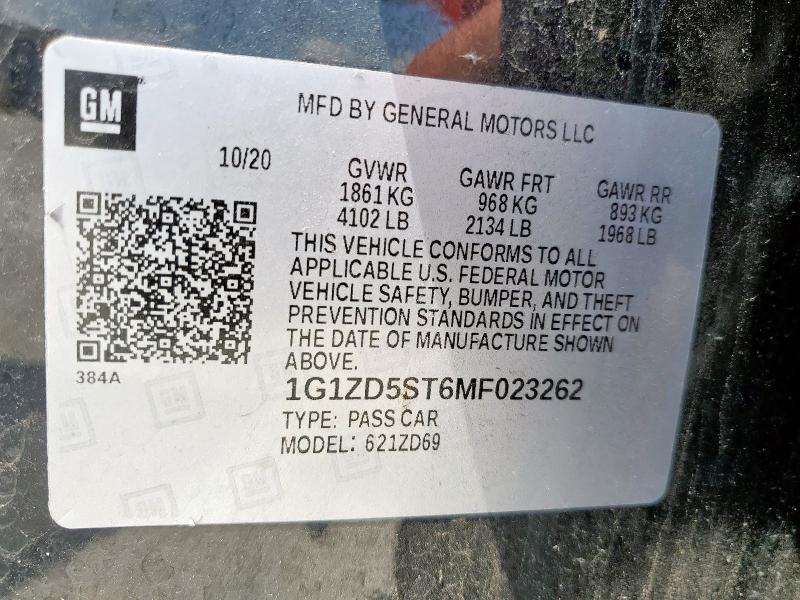 GM
MFD BY GENERAL MOTORS LLC
10/20
GVWR
1861 KG
4102 LB
GAWR FRT
968 KG
2134 LB
GAWR RR
893 KG
1968 LB
THIS VEHICLE CONFORMS TO ALL
APPLICABLE U.S. FEDERAL MOTOR
VEHICLE SAFETY, BUMPER, AND THEFT
PREVENTION STANDARDS IN EFFECT ON
THE DATE OF MANUFACTURE SHOWN
ABOVE.
384A
1G1ZD5ST6MF023262
TYPE: PASS CAR
MODEL: 621ZD69